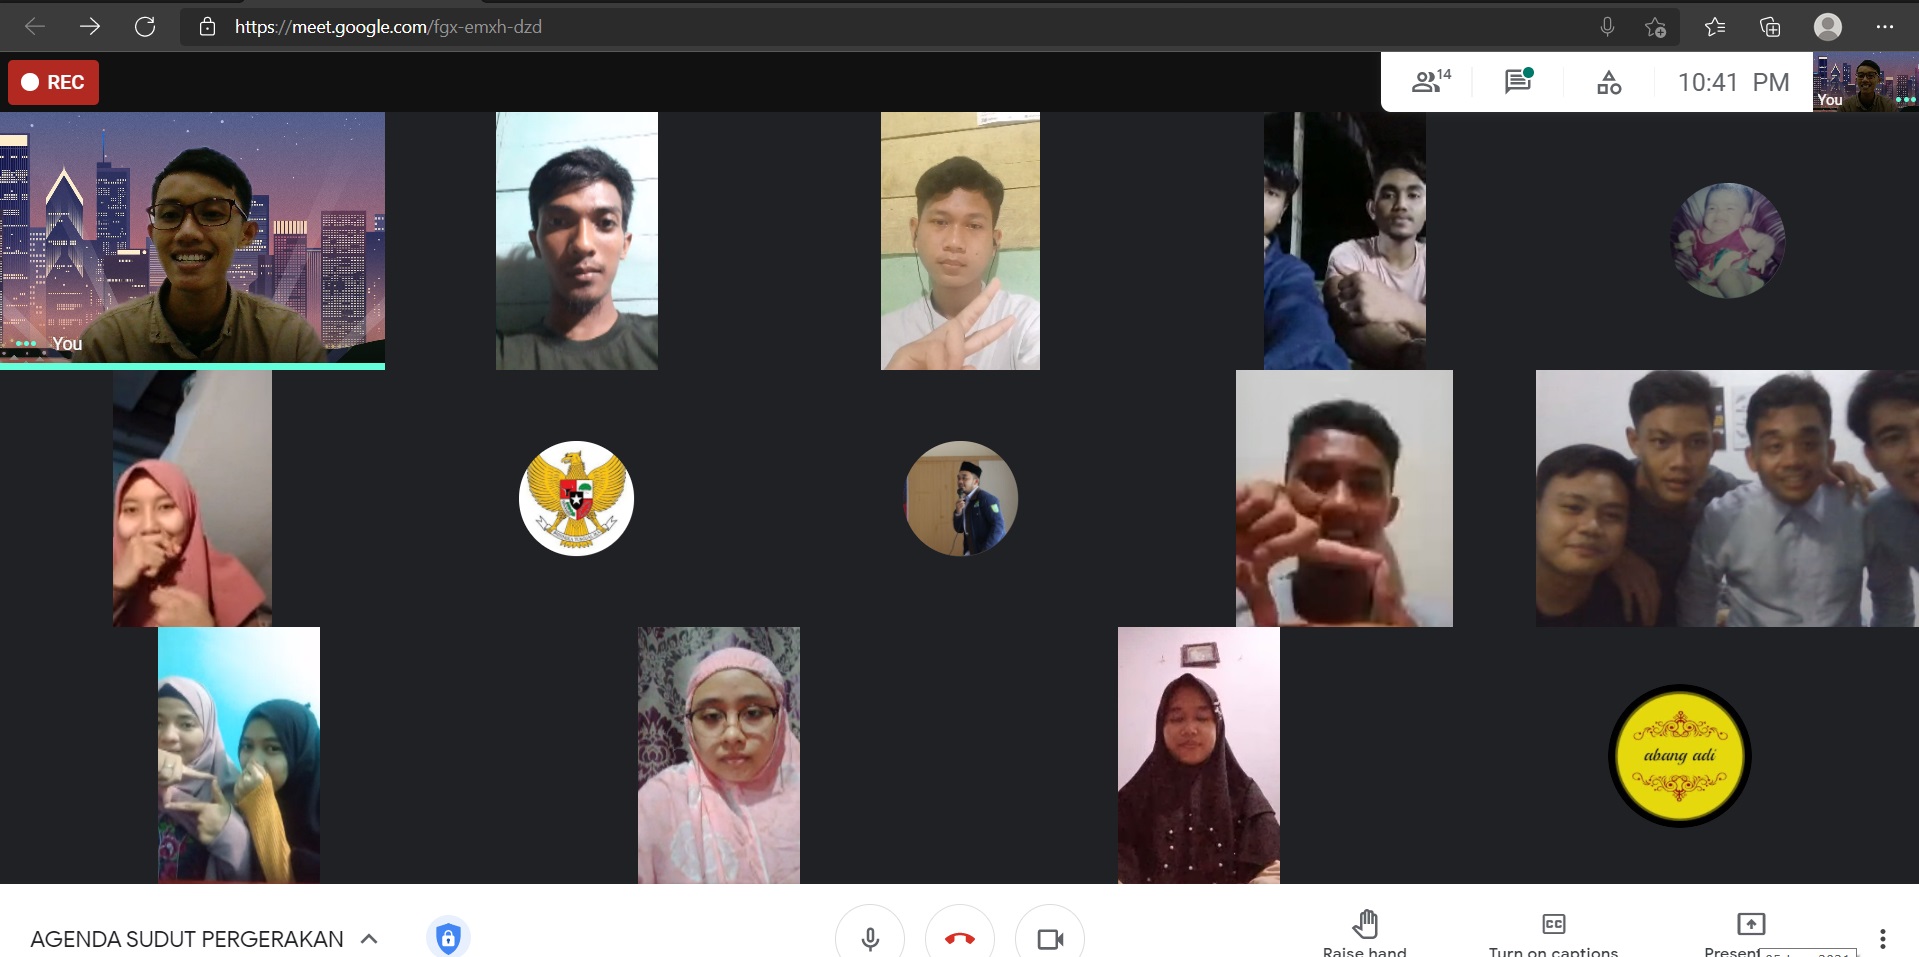 https://meet.google.com/fgx-emxh-dzd
REC
14
10:41 PM
You
You
abang adi
AGENDA SUDUT PERGERAKAN
Raise hand
CC
Turn on captions
Present